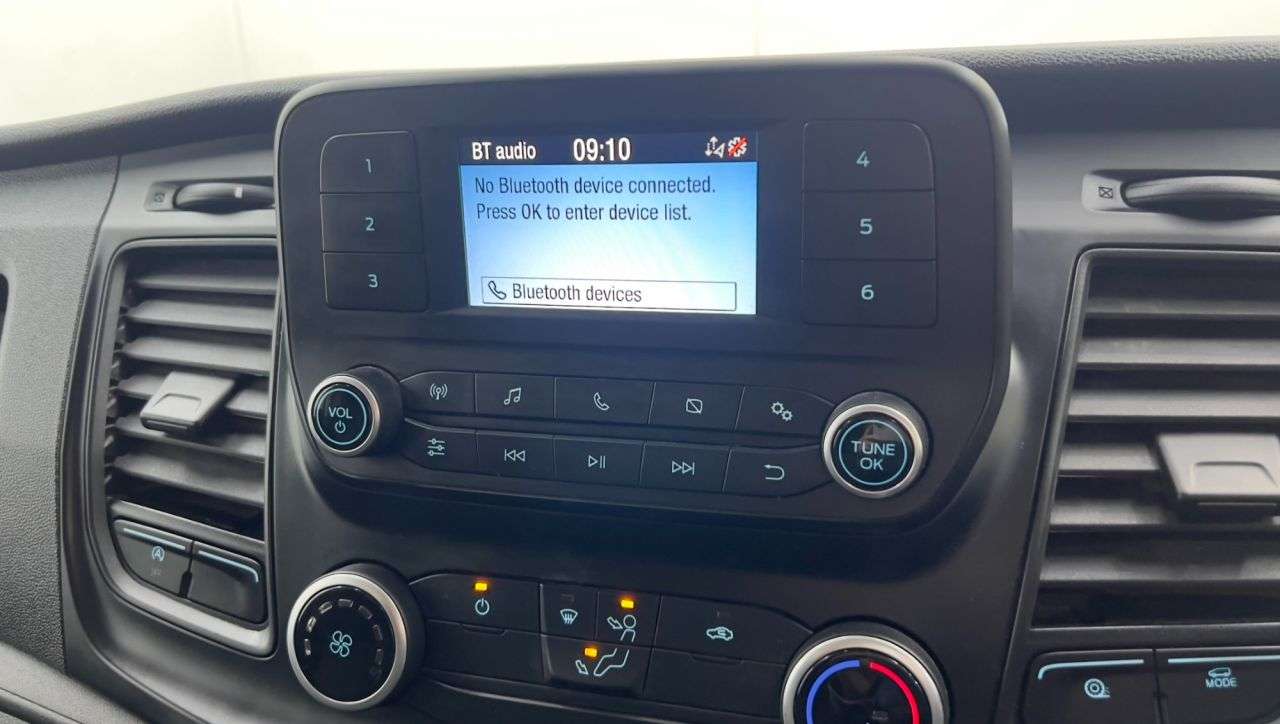 BT audio 09:10
No Bluetooth device connected.
Press OK to enter device list.
Bluetooth devices
1
2
3
4
5
6
VOL
TUNE
OK
MODE